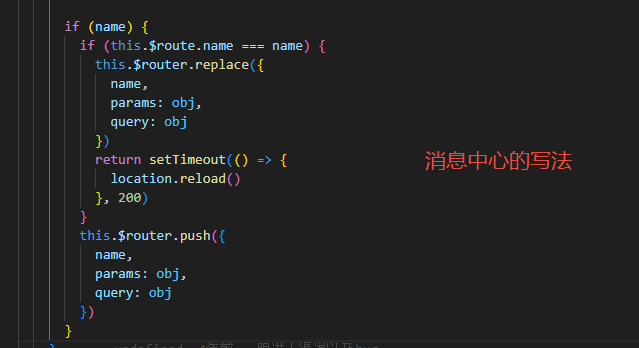 if (name) {
if (this.$route.name === name) {
this.$router.replace({
name,
params: obj,
query: obj
})
return setTimeout(() => {
location.reload()
}, 200)
}
this.$router.push({
name,
params: obj,
query: obj
})
}
消息中心的写法